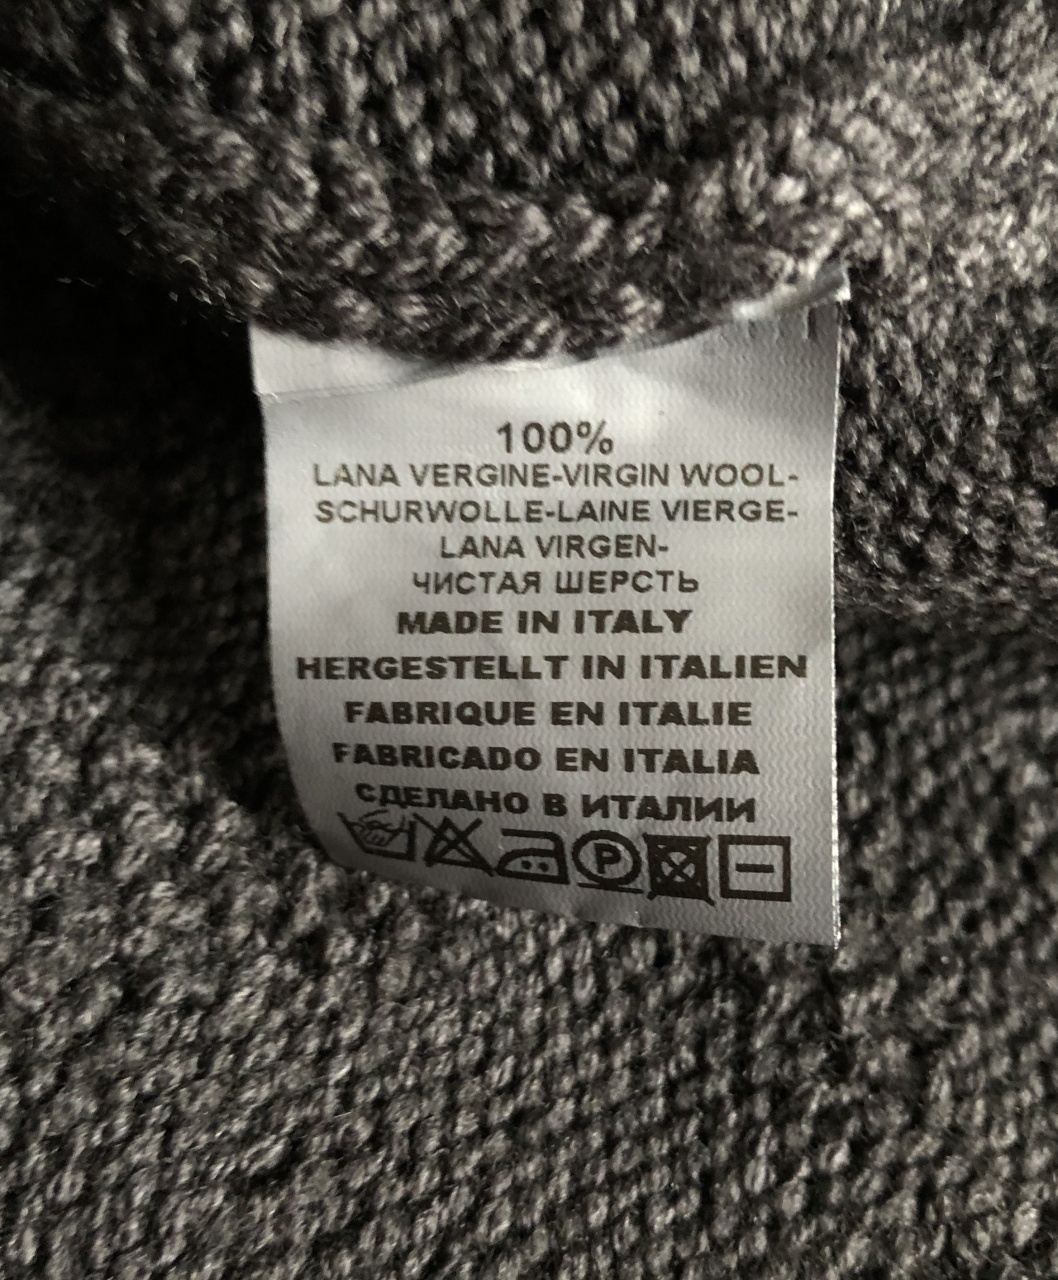 100%
LANA VERGINE-VIRGIN WOOL-
SCHURWOLLE-LAINE VIERGE-
LANA VIRGEN-
ЧИСТАЯ ШЕРСТЬ
MADE IN ITALY
HERGESTELLT IN ITALIEN
FABRIQUE EN ITALIE
FABRICADO EN ITALIA
СДЕЛАНО В ИТАЛИИ
P